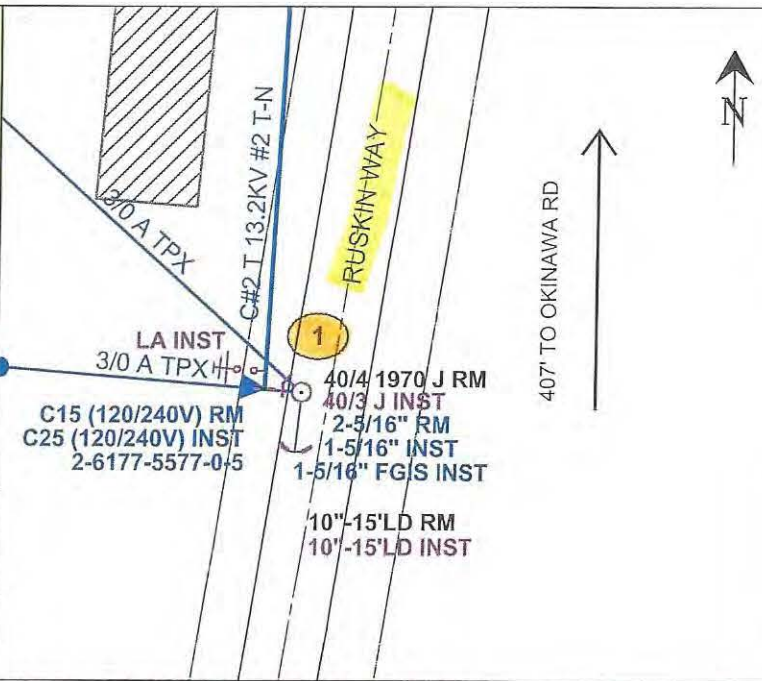 N
RUSKIN WAY
407' TO OKINAWA RD
C#2 T 13.2KV #2 T-N
3/0 A TPX
1
LA INST
3/0 A TPX
40/4 1970 J RM
40/3 J INST
2-5/16" RM
1-5/16" INST
1-5/16" FGIS INST
C15 (120/240V) RM
C25 (120/240V) INST
2-6177-5577-0-5
10"-15'LD RM
10"-15'LD INST